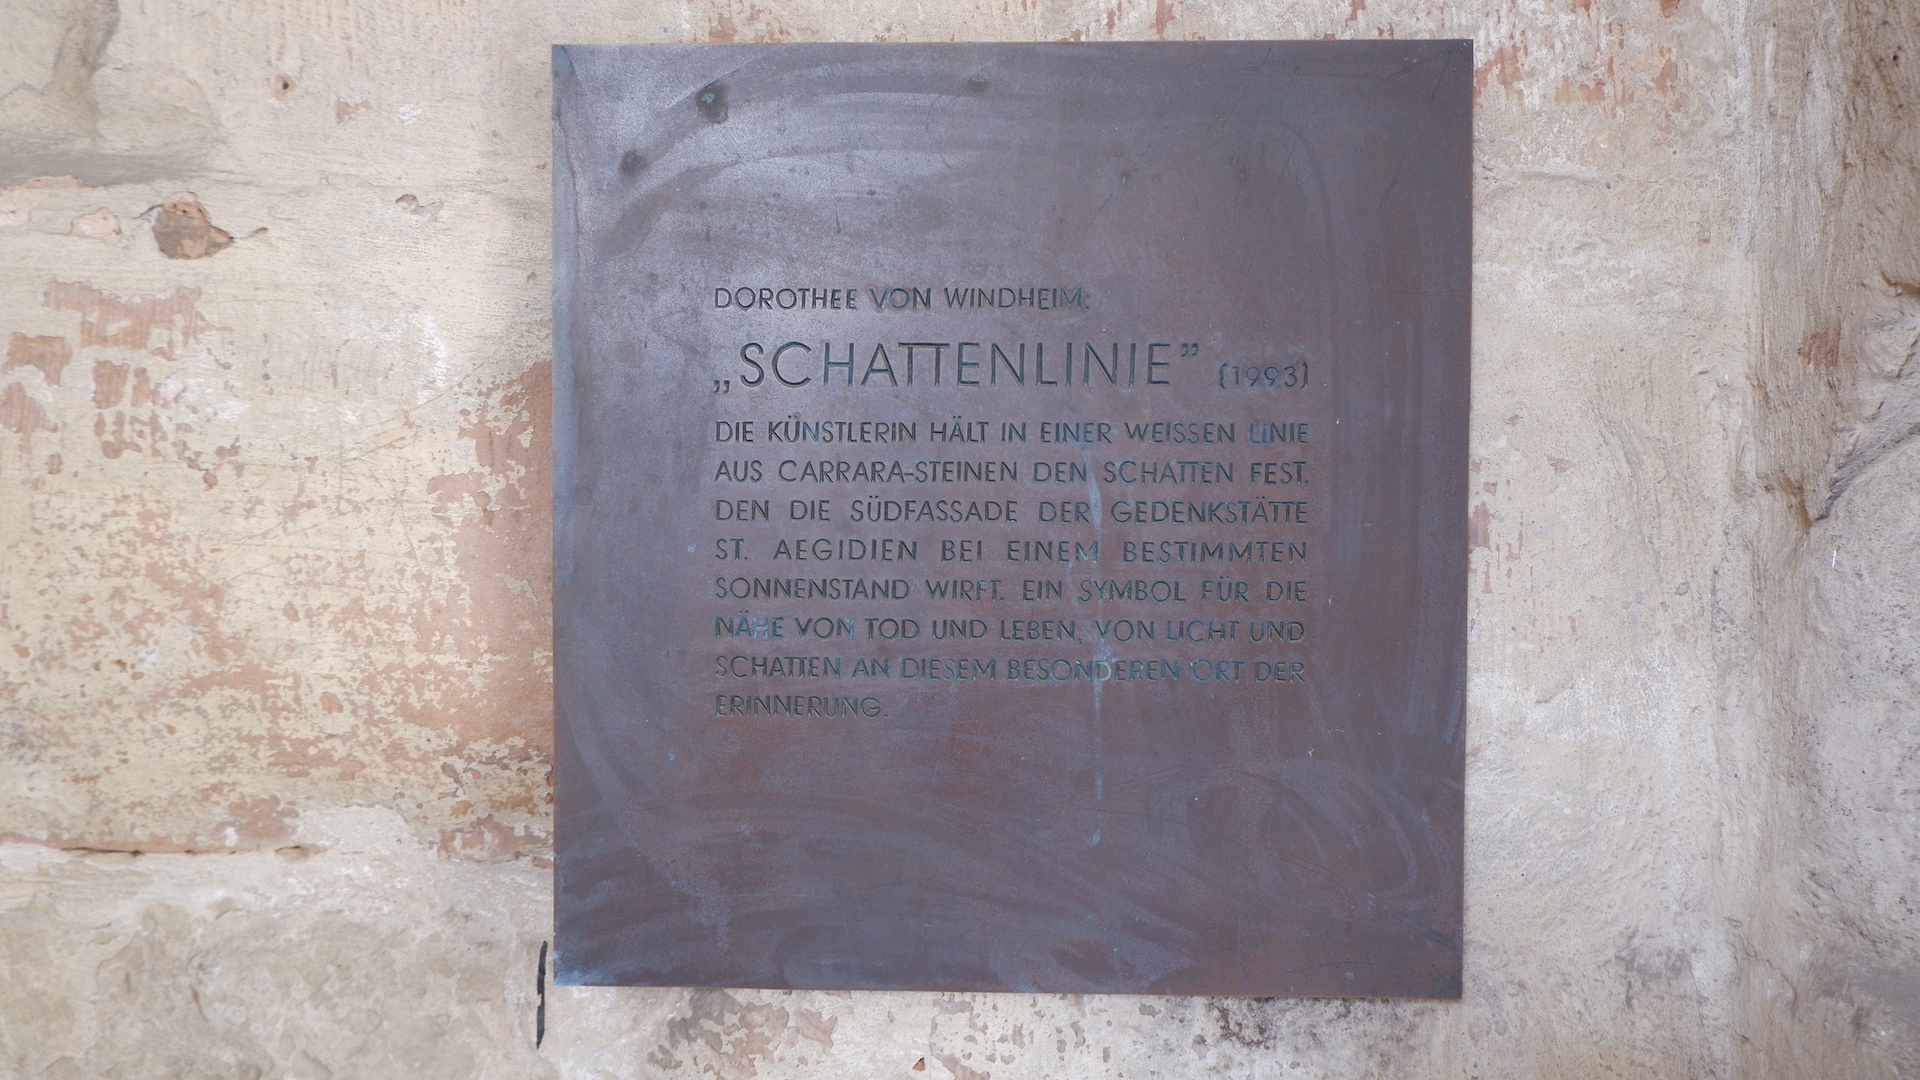 DOROTHEE VON WINDHEIM:
„SCHATTENLINIE” (1993)
DIE KÜNSTLERIN HÄLT IN EINER WEISSEN LINIE
AUS CARRARA-STEINEN DEN SCHATTEN FEST,
DEN DIE SÜDFASSADE DER GEDENKSTÄTTE
ST. AEGIDIEN BEI EINEM BESTIMMTEN
SONNENSTAND WIRFT. EIN SYMBOL FÜR DIE
NÄHE VON TOD UND LEBEN, VON LICHT UND
SCHATTEN AN DIESEM BESONDEREN ORT DER
ERINNERUNG.